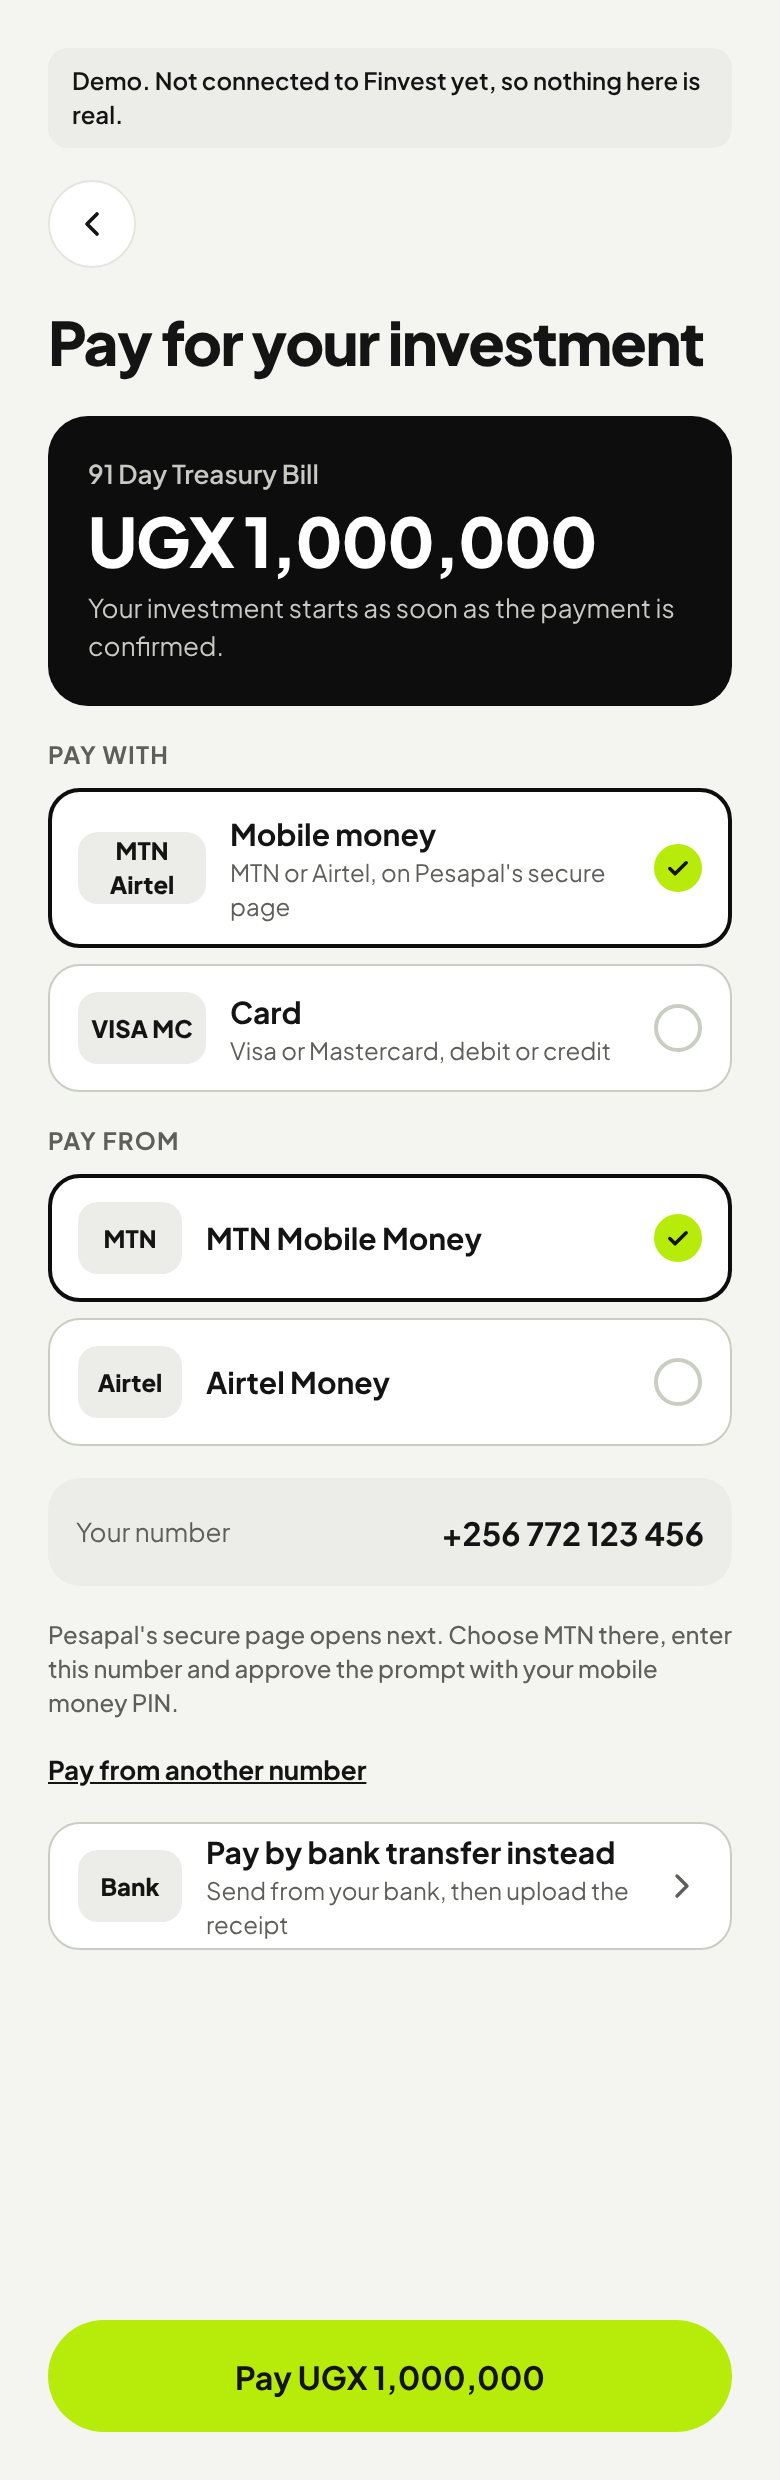 Demo. Not connected to Finvest yet, so nothing here is
real.
Pay for your investment
91 Day Treasury Bill
UGX 1,000,000
Your investment starts as soon as the payment is
confirmed.
PAY WITH
MTN
Airtel
Mobile money
MTN or Airtel, on Pesapal's secure
page
VISA MC
Card
Visa or Mastercard, debit or credit
PAY FROM
MTN
MTN Mobile Money
Airtel
Airtel Money
Your number
+256 772 123 456
Pesapal's secure page opens next. Choose MTN there, enter
this number and approve the prompt with your mobile
money PIN.
Pay from another number
Bank
Pay by bank transfer instead
Send from your bank, then upload the
receipt
Pay UGX 1,000,000